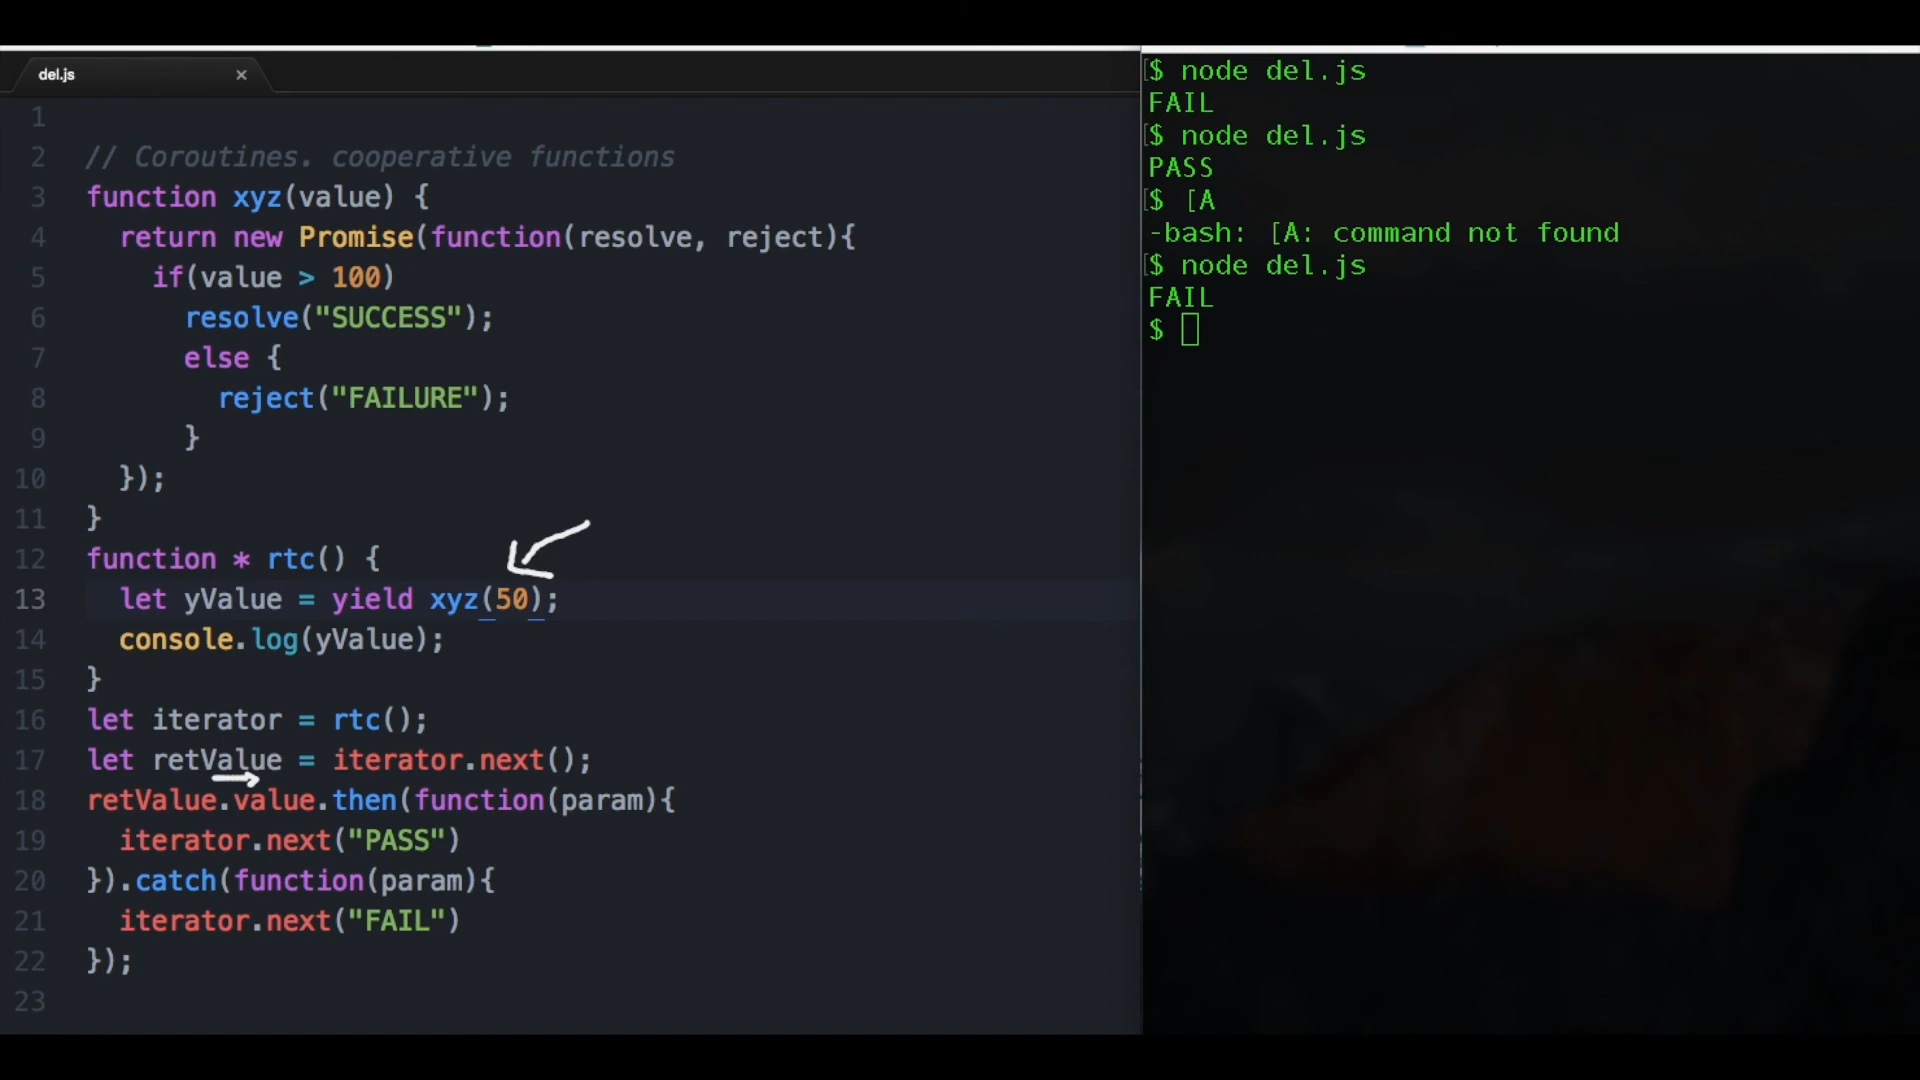 del.js ×
1
2 // Coroutines. cooperative functions
3 function xyz(value) {
4 return new Promise(function(resolve, reject){
5 if(value > 100)
6 resolve("SUCCESS");
7 else {
8 reject("FAILURE");
9 }
10 });
11 }
12 function * rtc() {
13 let yValue = yield xyz(50);
14 console.log(yValue);
15 }
16 let iterator = rtc();
17 let retValue = iterator.next();
18 retValue.value.then(function(param){
19 iterator.next("PASS")
20 }).catch(function(param){
21 iterator.next("FAIL")
22 });
23
[$ node del.js
FAIL
[$ node del.js
PASS
[$ [A
-bash: [A: command not found
[$ node del.js
FAIL
$